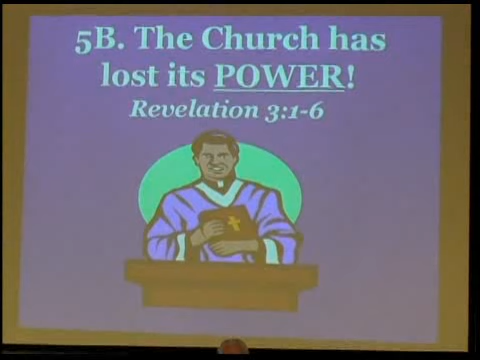 5B. The Church has
lost its POWER!
Revelation 3:1-6